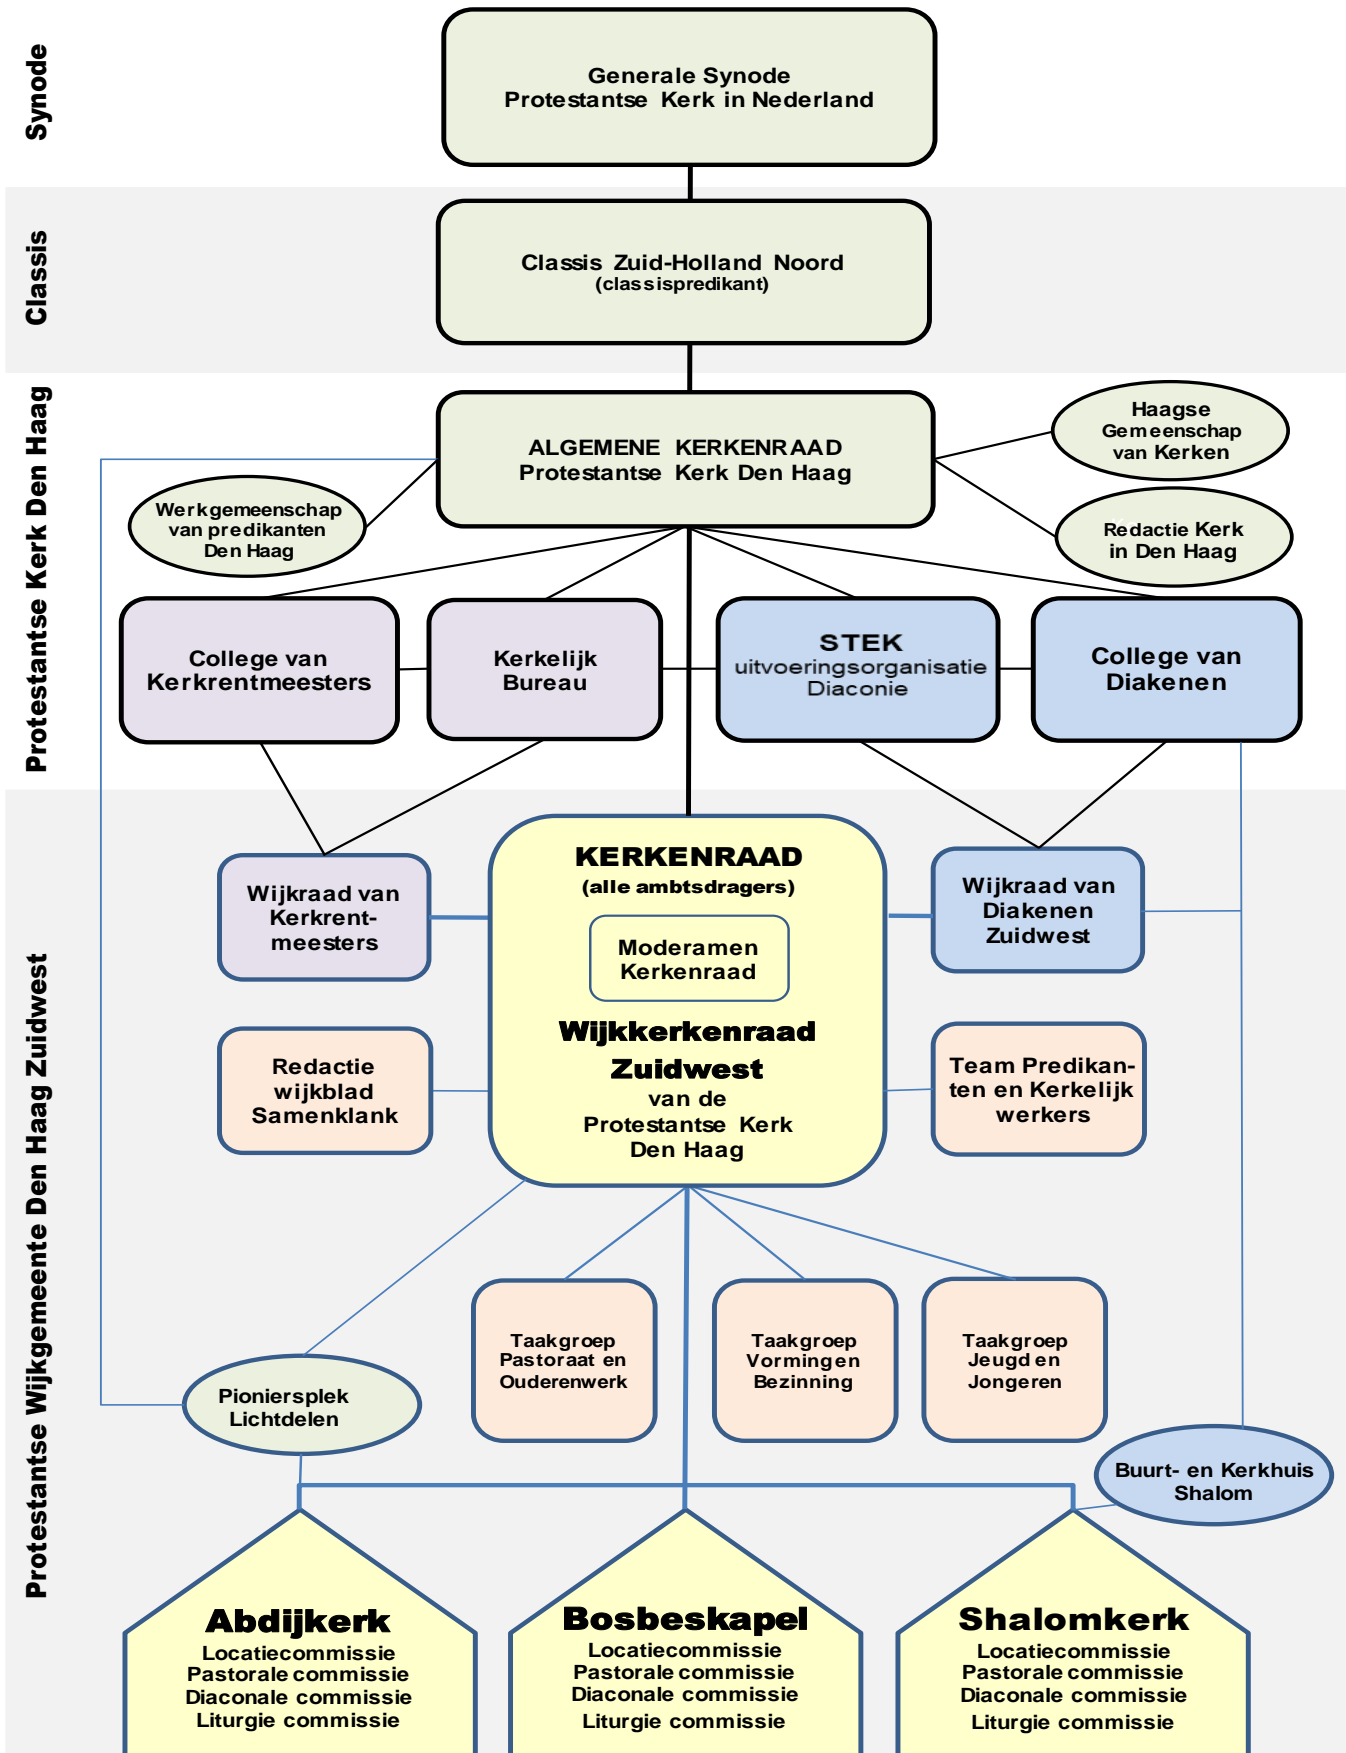 Synode
Generale Synode
Protestantse Kerk in Nederland
Classis
Classis Zuid-Holland Noord
(classispredikant)
Protestantse Kerk Den Haag
ALGEMENE KERKENRAAD
Protestantse Kerk Den Haag
Haagse
Gemeenschap
van Kerken
Werkgemeenschap
van predikanten
Den Haag
Redactie Kerk
in Den Haag
College van
Kerkrentmeesters
Kerkelijk
Bureau
STEK
uitvoeringsorganisatie
Diaconie
College van
Diakenen
Protestantse Wijkgemeente Den Haag Zuidwest
Wijkraad van
Kerkrent-
meesters
KERKENRAAD
(alle ambtsdragers)
Moderamen
Kerkenraad
Wijkkerkenraad
Zuidwest
van de
Protestantse Kerk
Den Haag
Wijkraad van
Diakenen
Zuidwest
Redactie
wijkblad
Samenklank
Team Predikan-
ten en Kerkelijk
werkers
Taakgroep
Pastoraat en
Ouderenwerk
Taakgroep
Vorming en
Bezinning
Taakgroep
Jeugd en
Jongeren
Pioniersplek
Lichtdelen
Buurt- en Kerkhuis
Shalom
Abdijkerk
Locatiecommissie
Pastorale commissie
Diaconale commissie
Liturgie commissie
Bosbeskapel
Locatiecommissie
Pastorale commissie
Diaconale commissie
Liturgie commissie
Shalomkerk
Locatiecommissie
Pastorale commissie
Diaconale commissie
Liturgie commissie